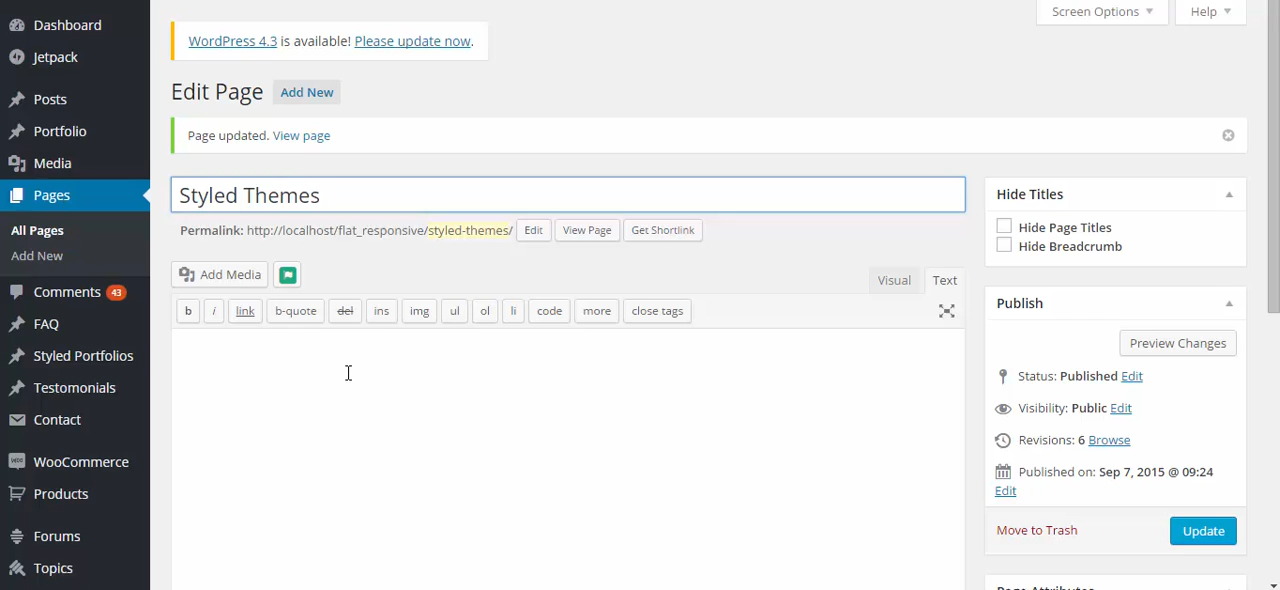 Dashboard
Jetpack
Posts
Portfolio
Media
Pages
All Pages
Add New
Comments 43
FAQ
Styled Portfolios
Testimonials
Contact
WooCommerce
Products
Forums
Topics
Screen Options
Help
WordPress 4.3 is available! Please update now.
Edit Page Add New
Page updated. View page
Styled Themes
Permalink: http://localhost/flat_responsive/styled-themes/ Edit View Page Get Shortlink
Add Media
Visual Text
b i link b-quote del ins img ul ol li code more close tags
Hide Titles
Hide Page Titles
Hide Breadcrumb
Publish
Preview Changes
Status: Published Edit
Visibility: Public Edit
Revisions: 6 Browse
Published on: Sep 7, 2015 @ 09:24
Edit
Move to Trash Update
Page Attributes